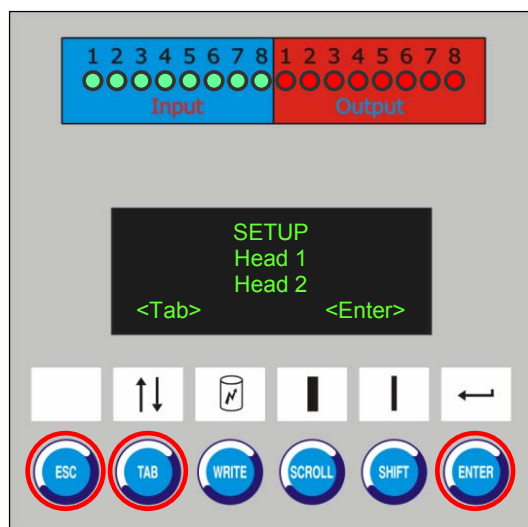 1 2 3 4 5 6 7 8 1 2 3 4 5 6 7 8
Input Output
SETUP
Head 1
Head 2
<Tab> <Enter>
ESC TAB WRITE SCROLL SHIFT ENTER